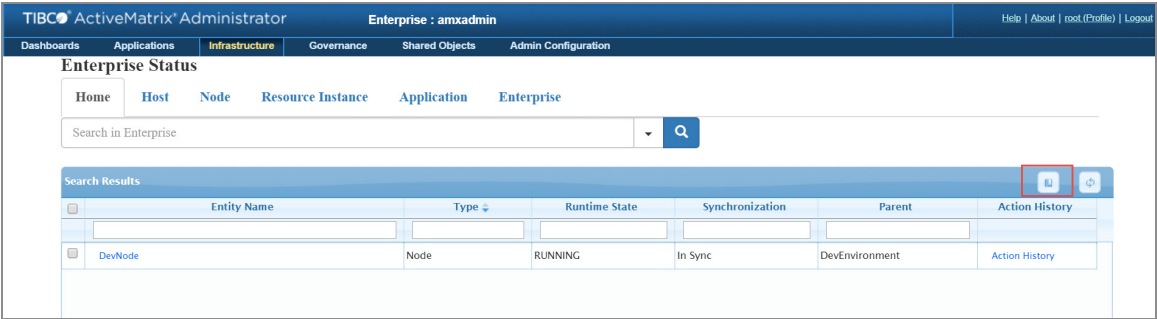 TIBCO® ActiveMatrix® Administrator Enterprise : amxadmin Help | About | root (Profile) | Logout
Dashboards Applications Infrastructure Governance Shared Objects Admin Configuration
Enterprise Status
Home Host Node Resource Instance Application Enterprise
Search in Enterprise
Search Results
Entity Name Type Runtime State Synchronization Parent Action History
DevNode Node RUNNING In Sync DevEnvironment Action History